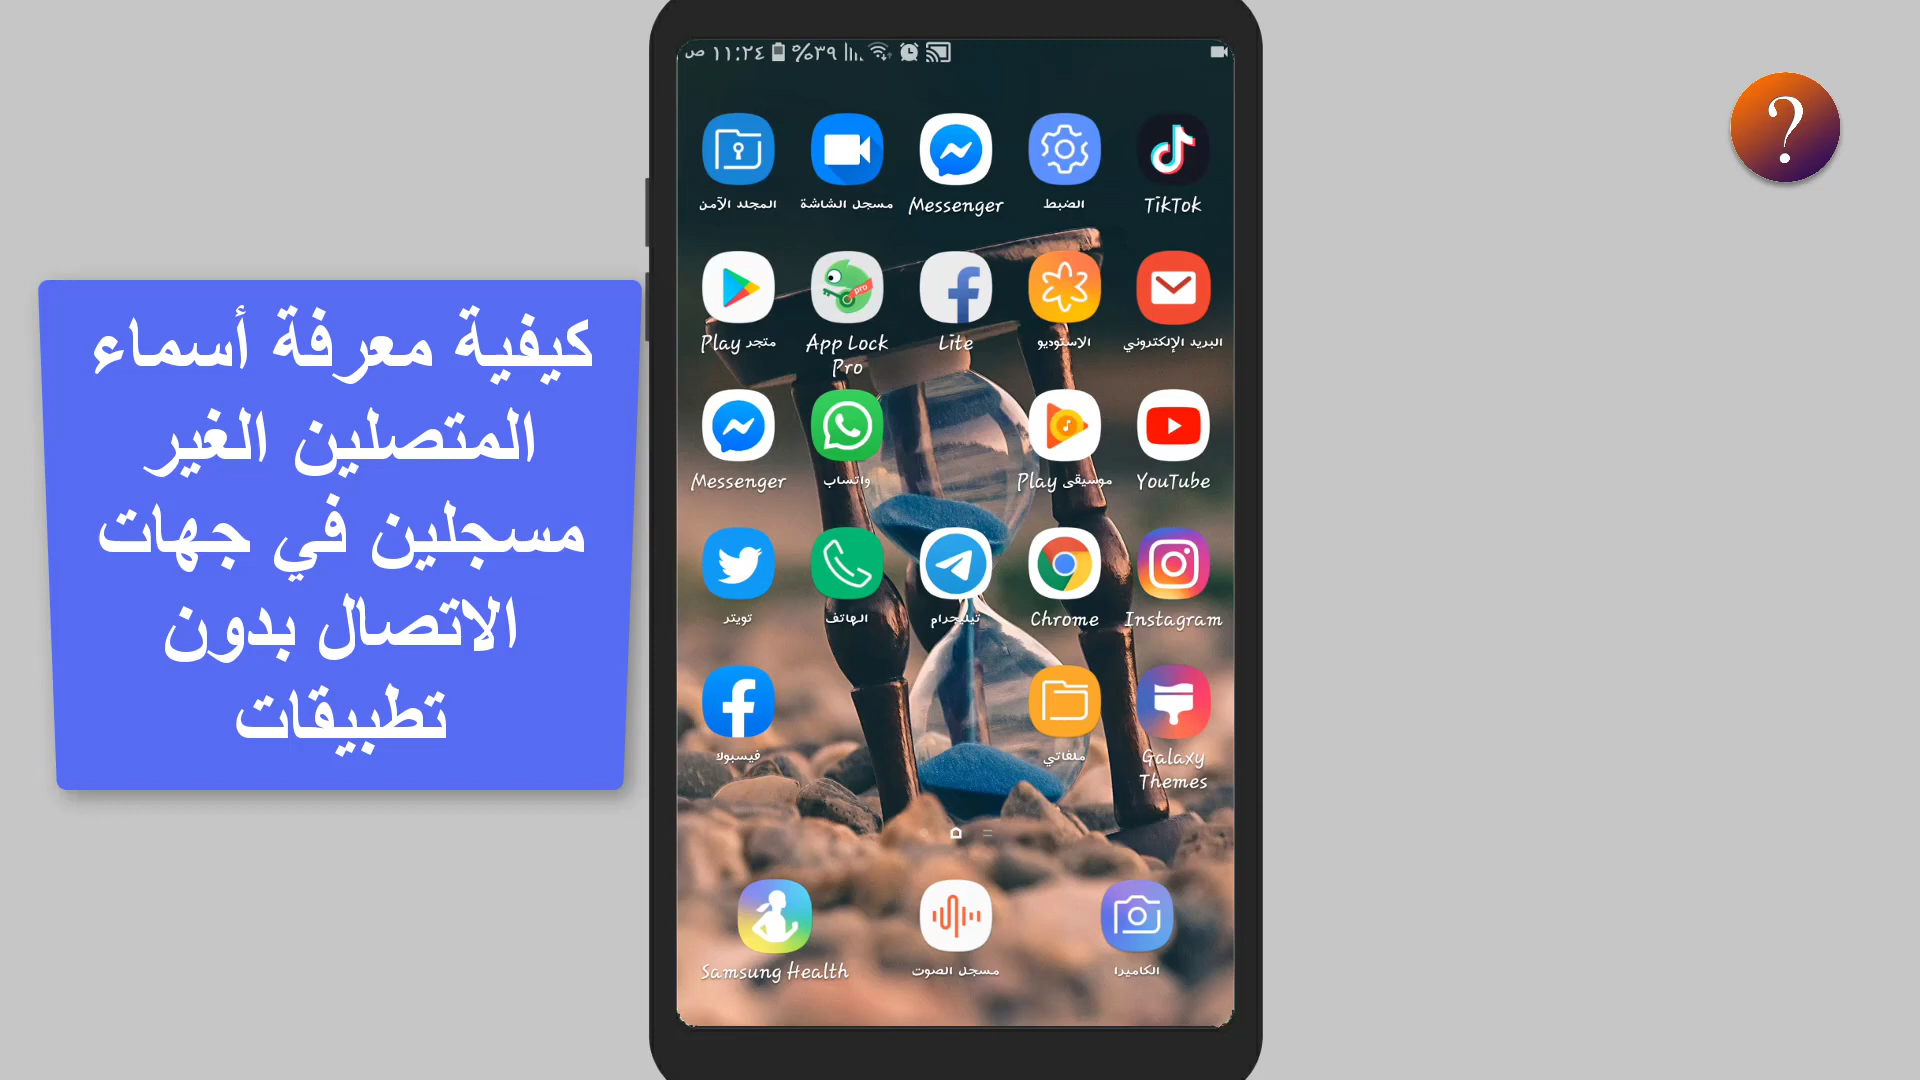 ١١:٢٤ ص
٣٩%
?
كيفية معرفة أسماء
المتصلين الغير
مسجلين في جهات
الاتصال بدون
تطبيقات
المجلد الآمن
مسجل الشاشة
Messenger
الضبط
TikTok
متجر Play
pro
App Lock
Pro
Lite
الاستوديو
البريد الإلكتروني
Messenger
واتساب
موسيقى Play
YouTube
تويتر
الهاتف
تيليجرام
Chrome
Instagram
فيسبوك
ملفاتي
Galaxy
Themes
Samsung Health
مسجل الصوت
الكاميرا